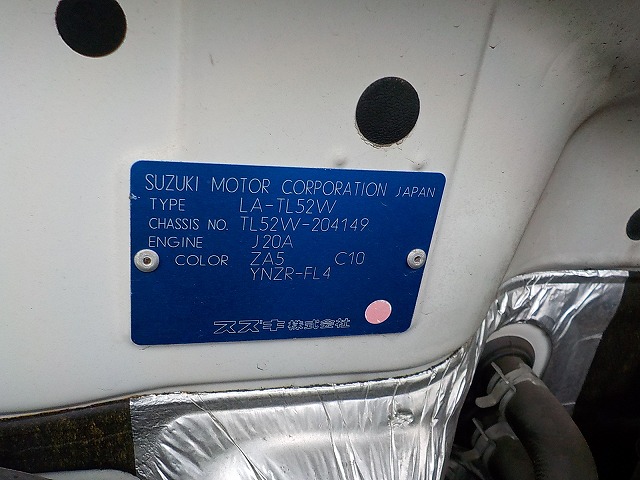 SUZUKI MOTOR CORPORATION JAPAN
TYPE LA-TL52W
CHASSIS NO. TL52W-204149
ENGINE J20A
COLOR ZA5 C10
YNZR-FL4
スズキ株式会社